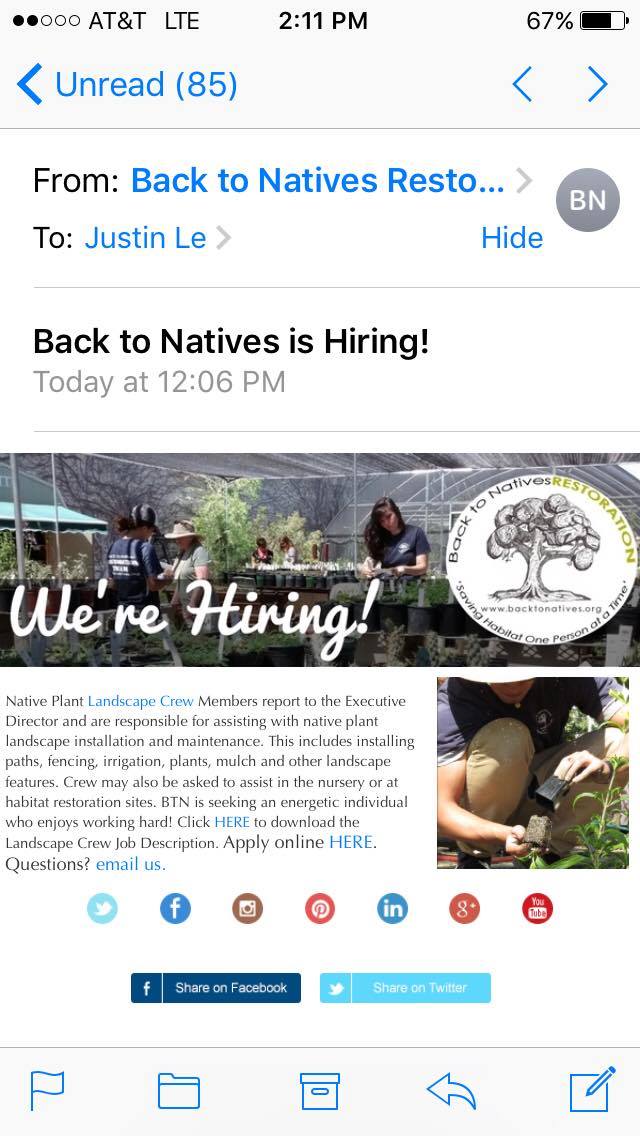 AT&T LTE 2:11 PM 67%
Unread (85)
From: Back to Natives Resto...
BN
To: Justin Le
Hide
Back to Natives is Hiring!
Today at 12:06 PM
Back to Natives RESTORATION
www.backtonatives.org
·Saving Habitat One Person at a Time·
We're Hiring!
Native Plant Landscape Crew Members report to the Executive
Director and are responsible for assisting with native plant
landscape installation and maintenance. This includes installing
paths, fencing, irrigation, plants, mulch and other landscape
features. Crew may also be asked to assist in the nursery or at
habitat restoration sites. BTN is seeking an energetic individual
who enjoys working hard! Click HERE to download the
Landscape Crew Job Description. Apply online HERE.
Questions? email us.
f
in
g+
You
Tube
f Share on Facebook
Share on Twitter